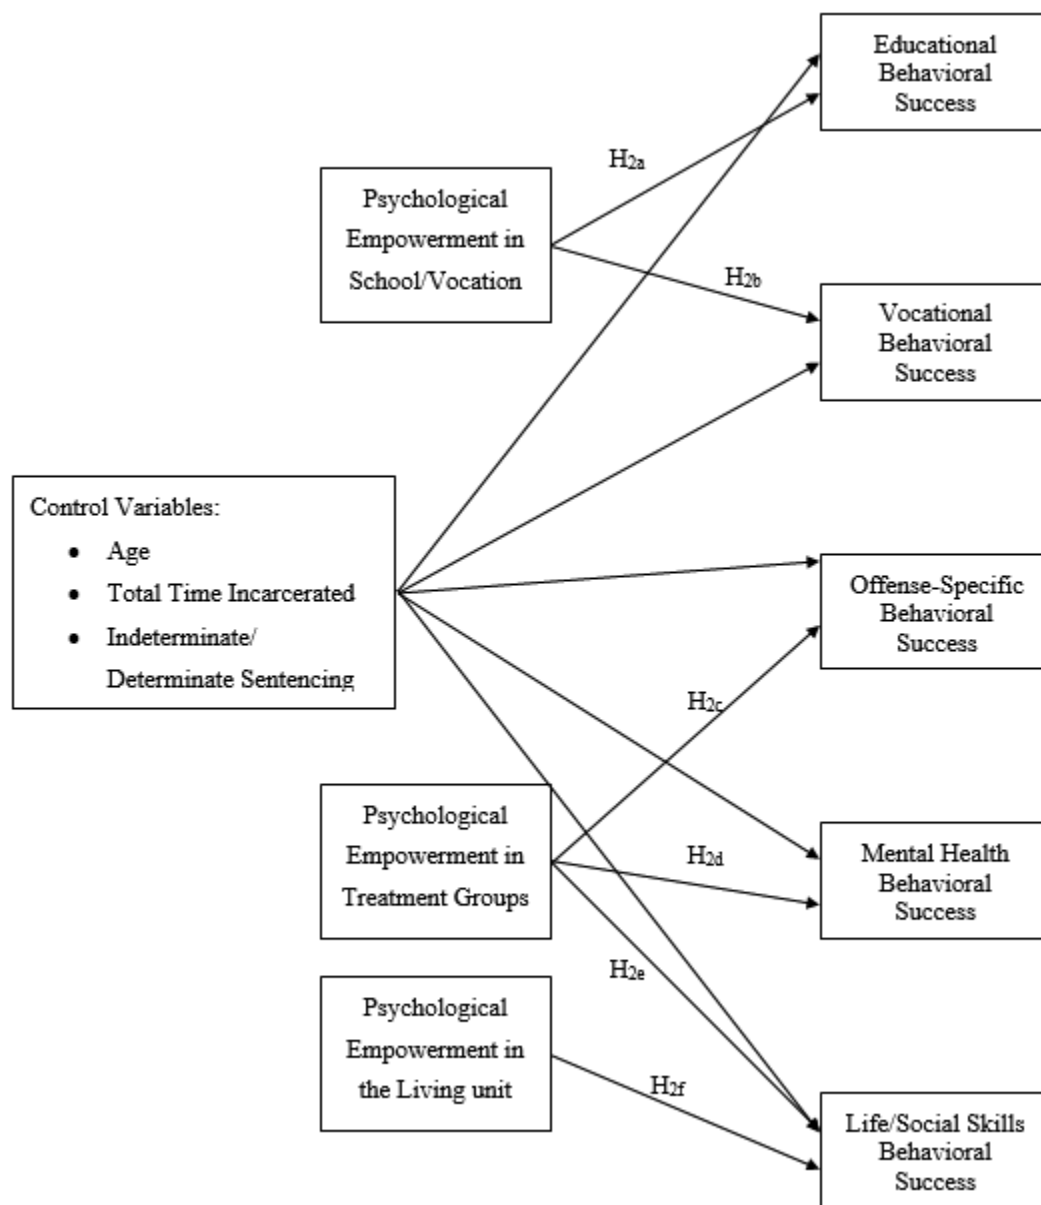 Educational
Behavioral
Success
H2a
Psychological
Empowerment in
School/Vocation
H2b
Vocational
Behavioral
Success
Control Variables:
● Age
● Total Time Incarcerated
● Indeterminate/
Determinate Sentencing
Offense-Specific
Behavioral
Success
H2c
Psychological
Empowerment in
Treatment Groups
H2d
Mental Health
Behavioral
Success
H2e
Psychological
Empowerment in
the Living unit
H2f
Life/Social Skills
Behavioral
Success